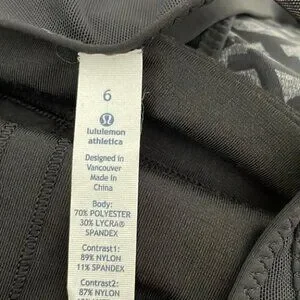 6
lululemon
athletica
Designed in
Vancouver
Made in
China
Body:
70% POLYESTER
30% LYCRA®
SPANDEX
Contrast1:
89% NYLON
11% SPANDEX
Contrast2:
87% NYLON